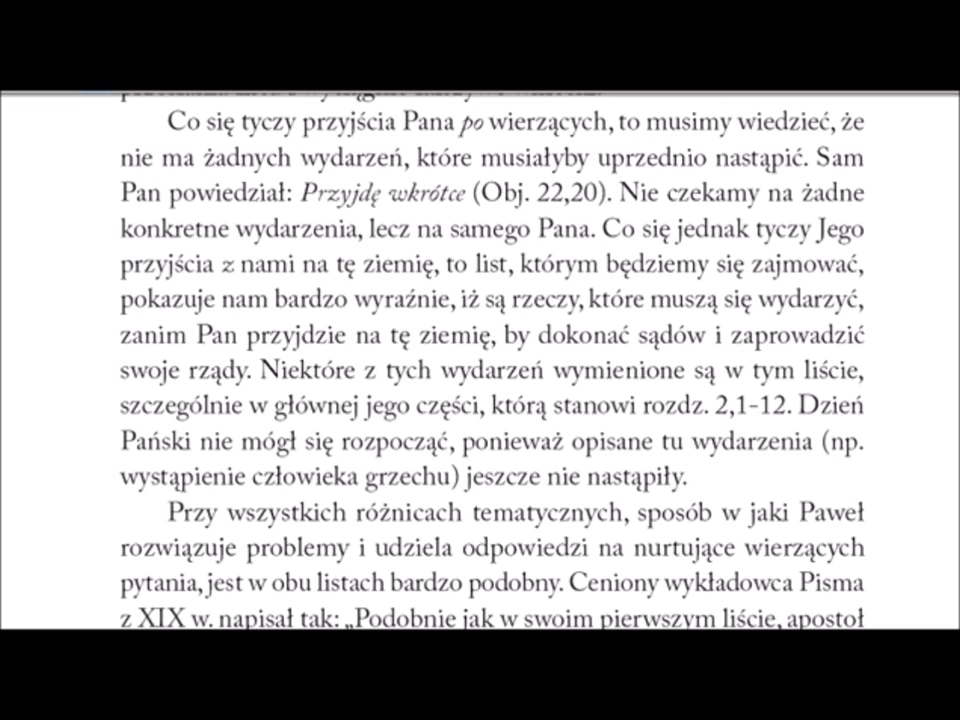 Co się tyczy przyjścia Pana po wierzących, to musimy wiedzieć, że
nie ma żadnych wydarzeń, które musiałyby uprzednio nastąpić. Sam
Pan powiedział: Przyjdę wkrótce (Obj. 22,20). Nie czekamy na żadne
konkretne wydarzenia, lecz na samego Pana. Co się jednak tyczy Jego
przyjścia z nami na tę ziemię, to list, którym będziemy się zajmować,
pokazuje nam bardzo wyraźnie, iż są rzeczy, które muszą się wydarzyć,
zanim Pan przyjdzie na tę ziemię, by dokonać sądów i zaprowadzić
swoje rządy. Niektóre z tych wydarzeń wymienione są w tym liście,
szczególnie w głównej jego części, którą stanowi rozdz. 2,1-12. Dzień
Pański nie mógł się rozpocząć, ponieważ opisane tu wydarzenia (np.
wystąpienie człowieka grzechu) jeszcze nie nastąpiły.
Przy wszystkich różnicach tematycznych, sposób w jaki Paweł
rozwiązuje problemy i udziela odpowiedzi na nurtujące wierzących
pytania, jest w obu listach bardzo podobny. Ceniony wykładowca Pisma
z XIX w. napisał tak: „Podobnie jak w swoim pierwszym liście, apostoł